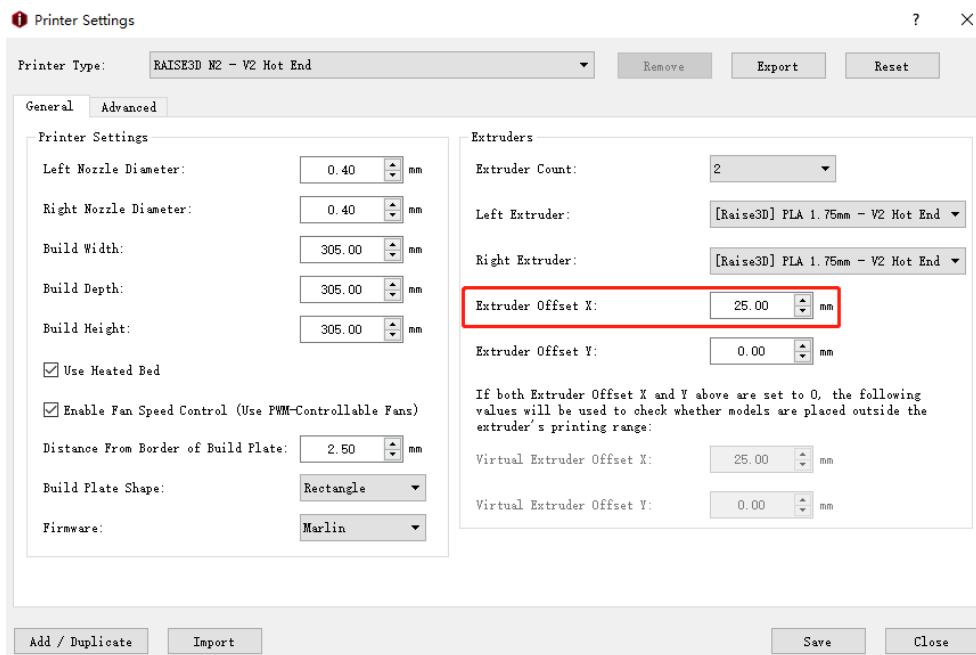 Printer Settings
?
Printer Type: RAISE3D N2 - V2 Hot End Remove Export Reset
General Advanced
Printer Settings
Left Nozzle Diameter: 0.40 mm
Right Nozzle Diameter: 0.40 mm
Build Width: 305.00 mm
Build Depth: 305.00 mm
Build Height: 305.00 mm
Use Heated Bed
Enable Fan Speed Control (Use PWM-Controllable Fans)
Distance From Border of Build Plate: 2.50 mm
Build Plate Shape: Rectangle
Firmware: Marlin
Extruders
Extruder Count: 2
Left Extruder: [Raise3D] PLA 1.75mm - V2 Hot End
Right Extruder: [Raise3D] PLA 1.75mm - V2 Hot End
Extruder Offset X: 25.00 mm
Extruder Offset Y: 0.00 mm
If both Extruder Offset X and Y above are set to 0, the following
values will be used to check whether models are placed outside the
extruder's printing range:
Virtual Extruder Offset X: 25.00 mm
Virtual Extruder Offset Y: 0.00 mm
Add / Duplicate Import Save Close